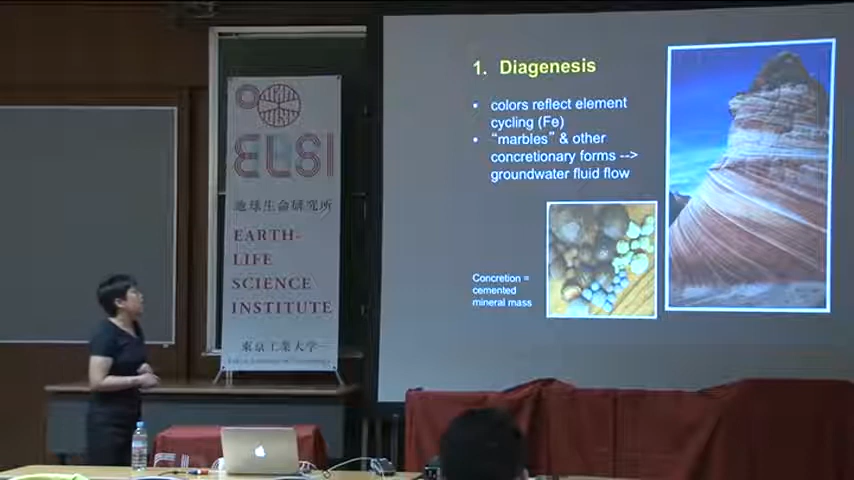 ELSI
地球生命研究所
EARTH-
LIFE
SCIENCE
INSTITUTE
東京工業大学
1. Diagenesis
• colors reflect element
cycling (Fe)
• "marbles" & other
concretionary forms -->
groundwater fluid flow
Concretion =
cemented
mineral mass